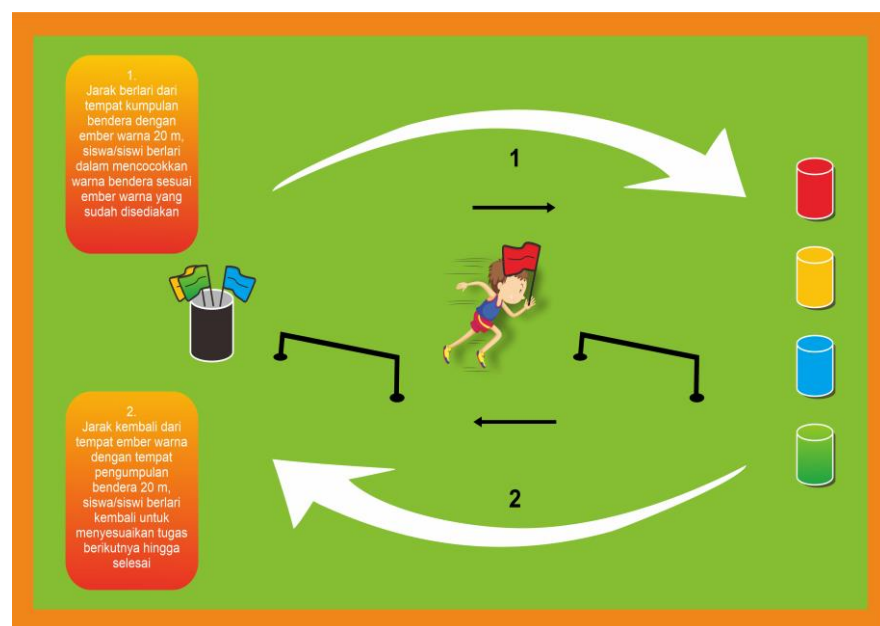 1.
Jarak berlari dari
tempat kumpulan
bendera dengan
ember warna 20 m,
siswa/siswi berlari
dalam mencocokkan
warna bendera sesuai
ember warna yang
sudah disediakan
1
2.
Jarak kembali dari
tempat ember warna
dengan tempat
pengumpulan
bendera 20 m,
siswa/siswi berlari
kembali untuk
menyesuaikan tugas
berikutnya hingga
selesai
2